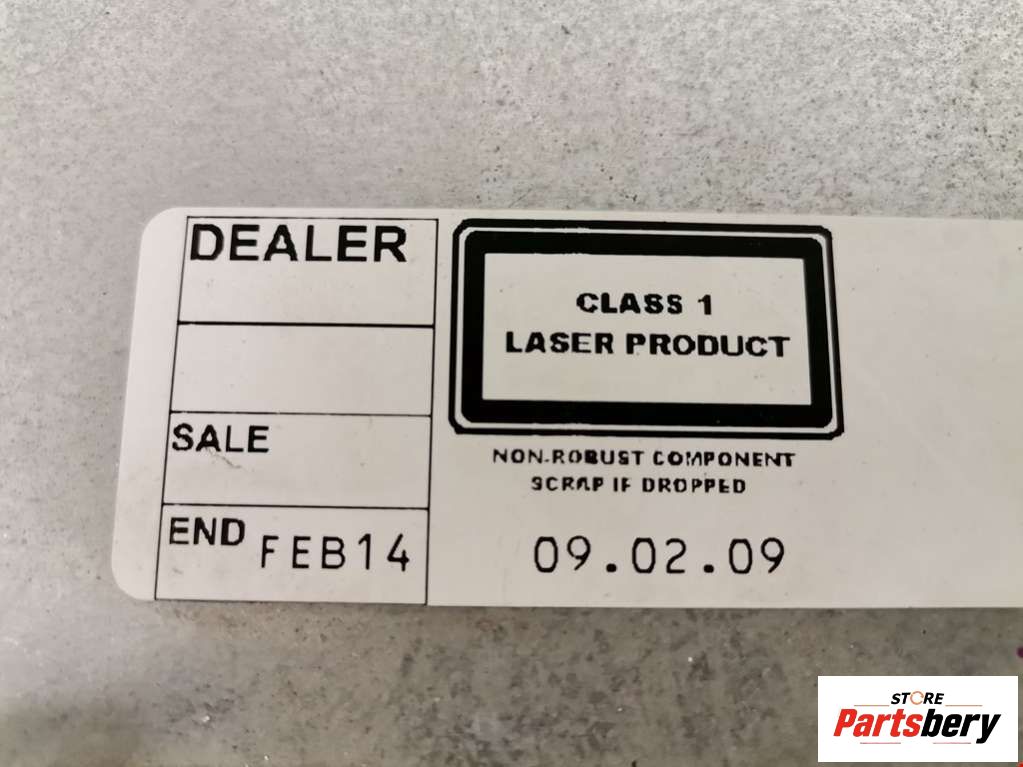 DEALER
SALE
END FEB14
CLASS 1
LASER PRODUCT
NON-ROBUST COMPONENT
SCRAP IF DROPPED
09.02.09
STORE
Partsbery